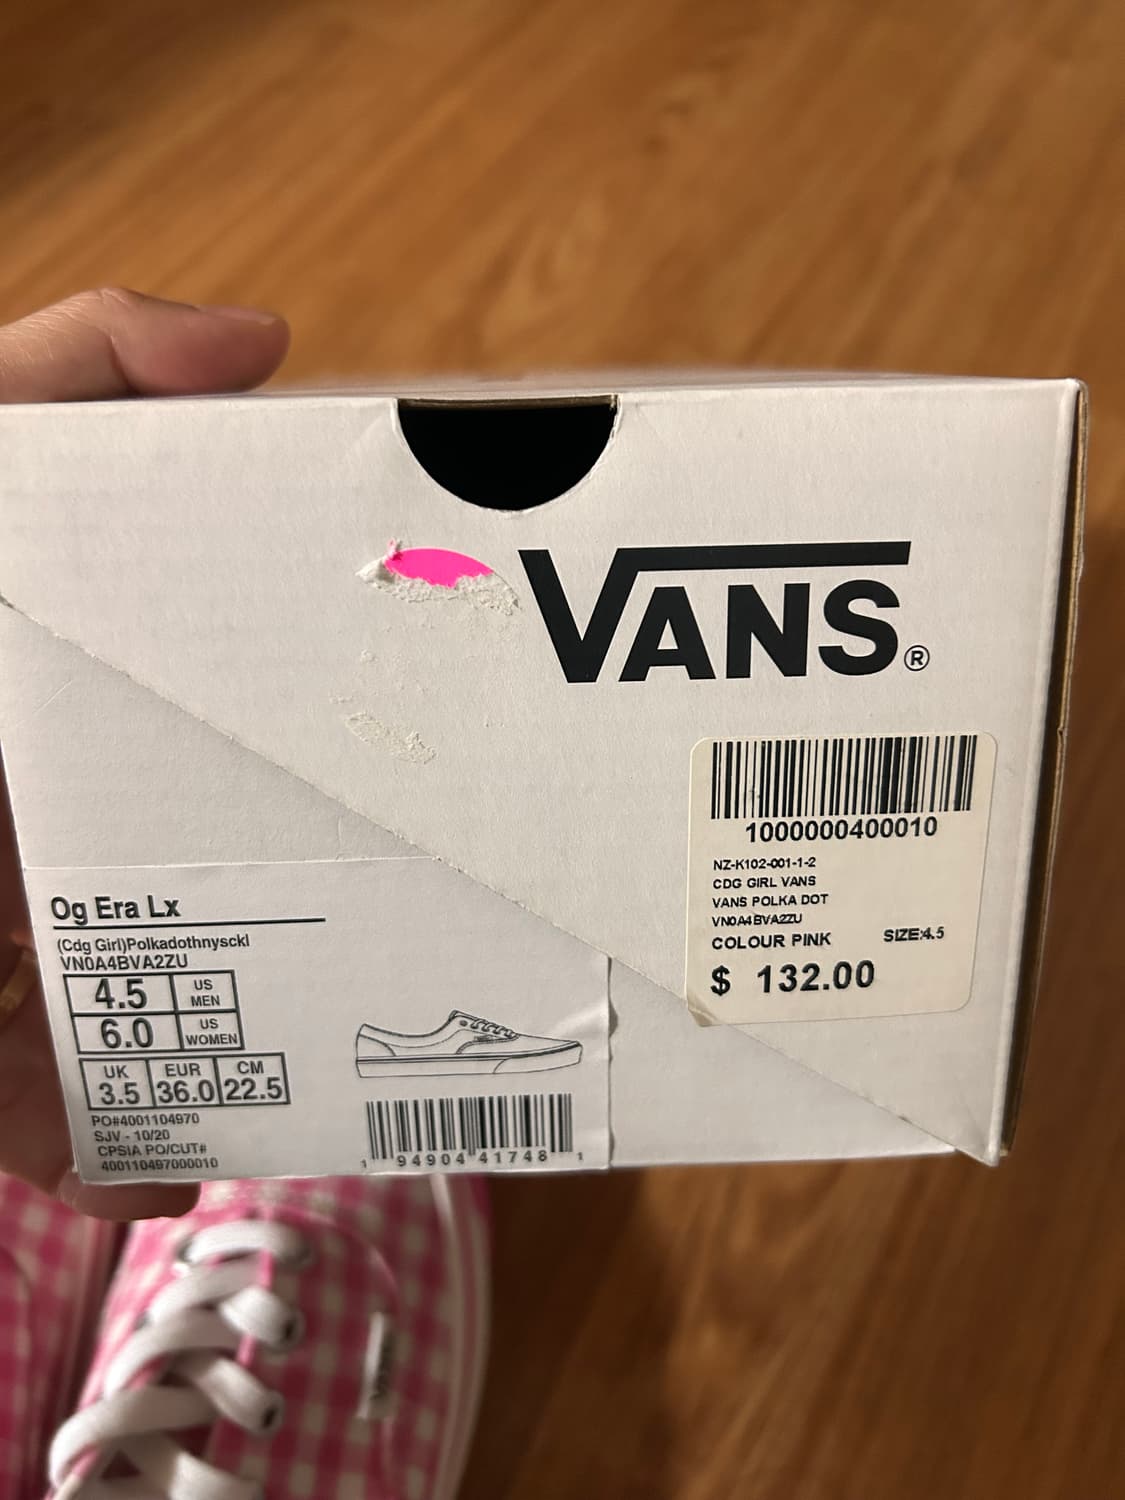 VANS®
1000000400010
NZ-K102-001-1-2
CDG GIRL VANS
VANS POLKA DOT
VN0A4BVA2ZU
COLOUR PINK SIZE:4.5
$ 132.00
Og Era Lx
(Cdg Girl)Polkadothnysckl
VN0A4BVA2ZU
4.5 US MEN
6.0 US WOMEN
UK EUR CM
3.5 36.0 22.5
PO#4001104970
SJV - 10/20
CPSIA PO/CUT#
400110497000010
1 94904 41748 1